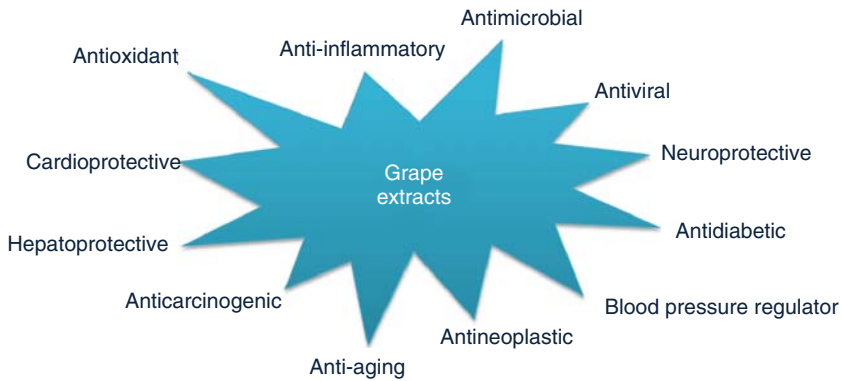 Antimicrobial
Anti-inflammatory
Antioxidant
Antiviral
Neuroprotective
Cardioprotective
Grape
extracts
Antidiabetic
Hepatoprotective
Anticarcinogenic
Blood pressure regulator
Antineoplastic
Anti-aging